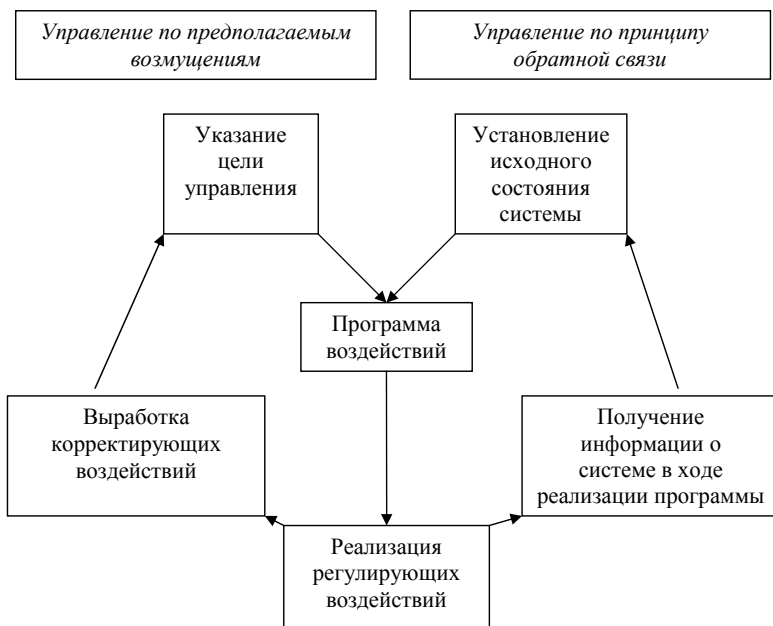 Управление по предполагаемым
возмущениям
Управление по принципу
обратной связи
Указание
цели
управления
Установление
исходного
состояния
системы
Программа
воздействий
Выработка
корректирующих
воздействий
Получение
информации о
системе в ходе
реализации программы
Реализация
регулирующих
воздействий